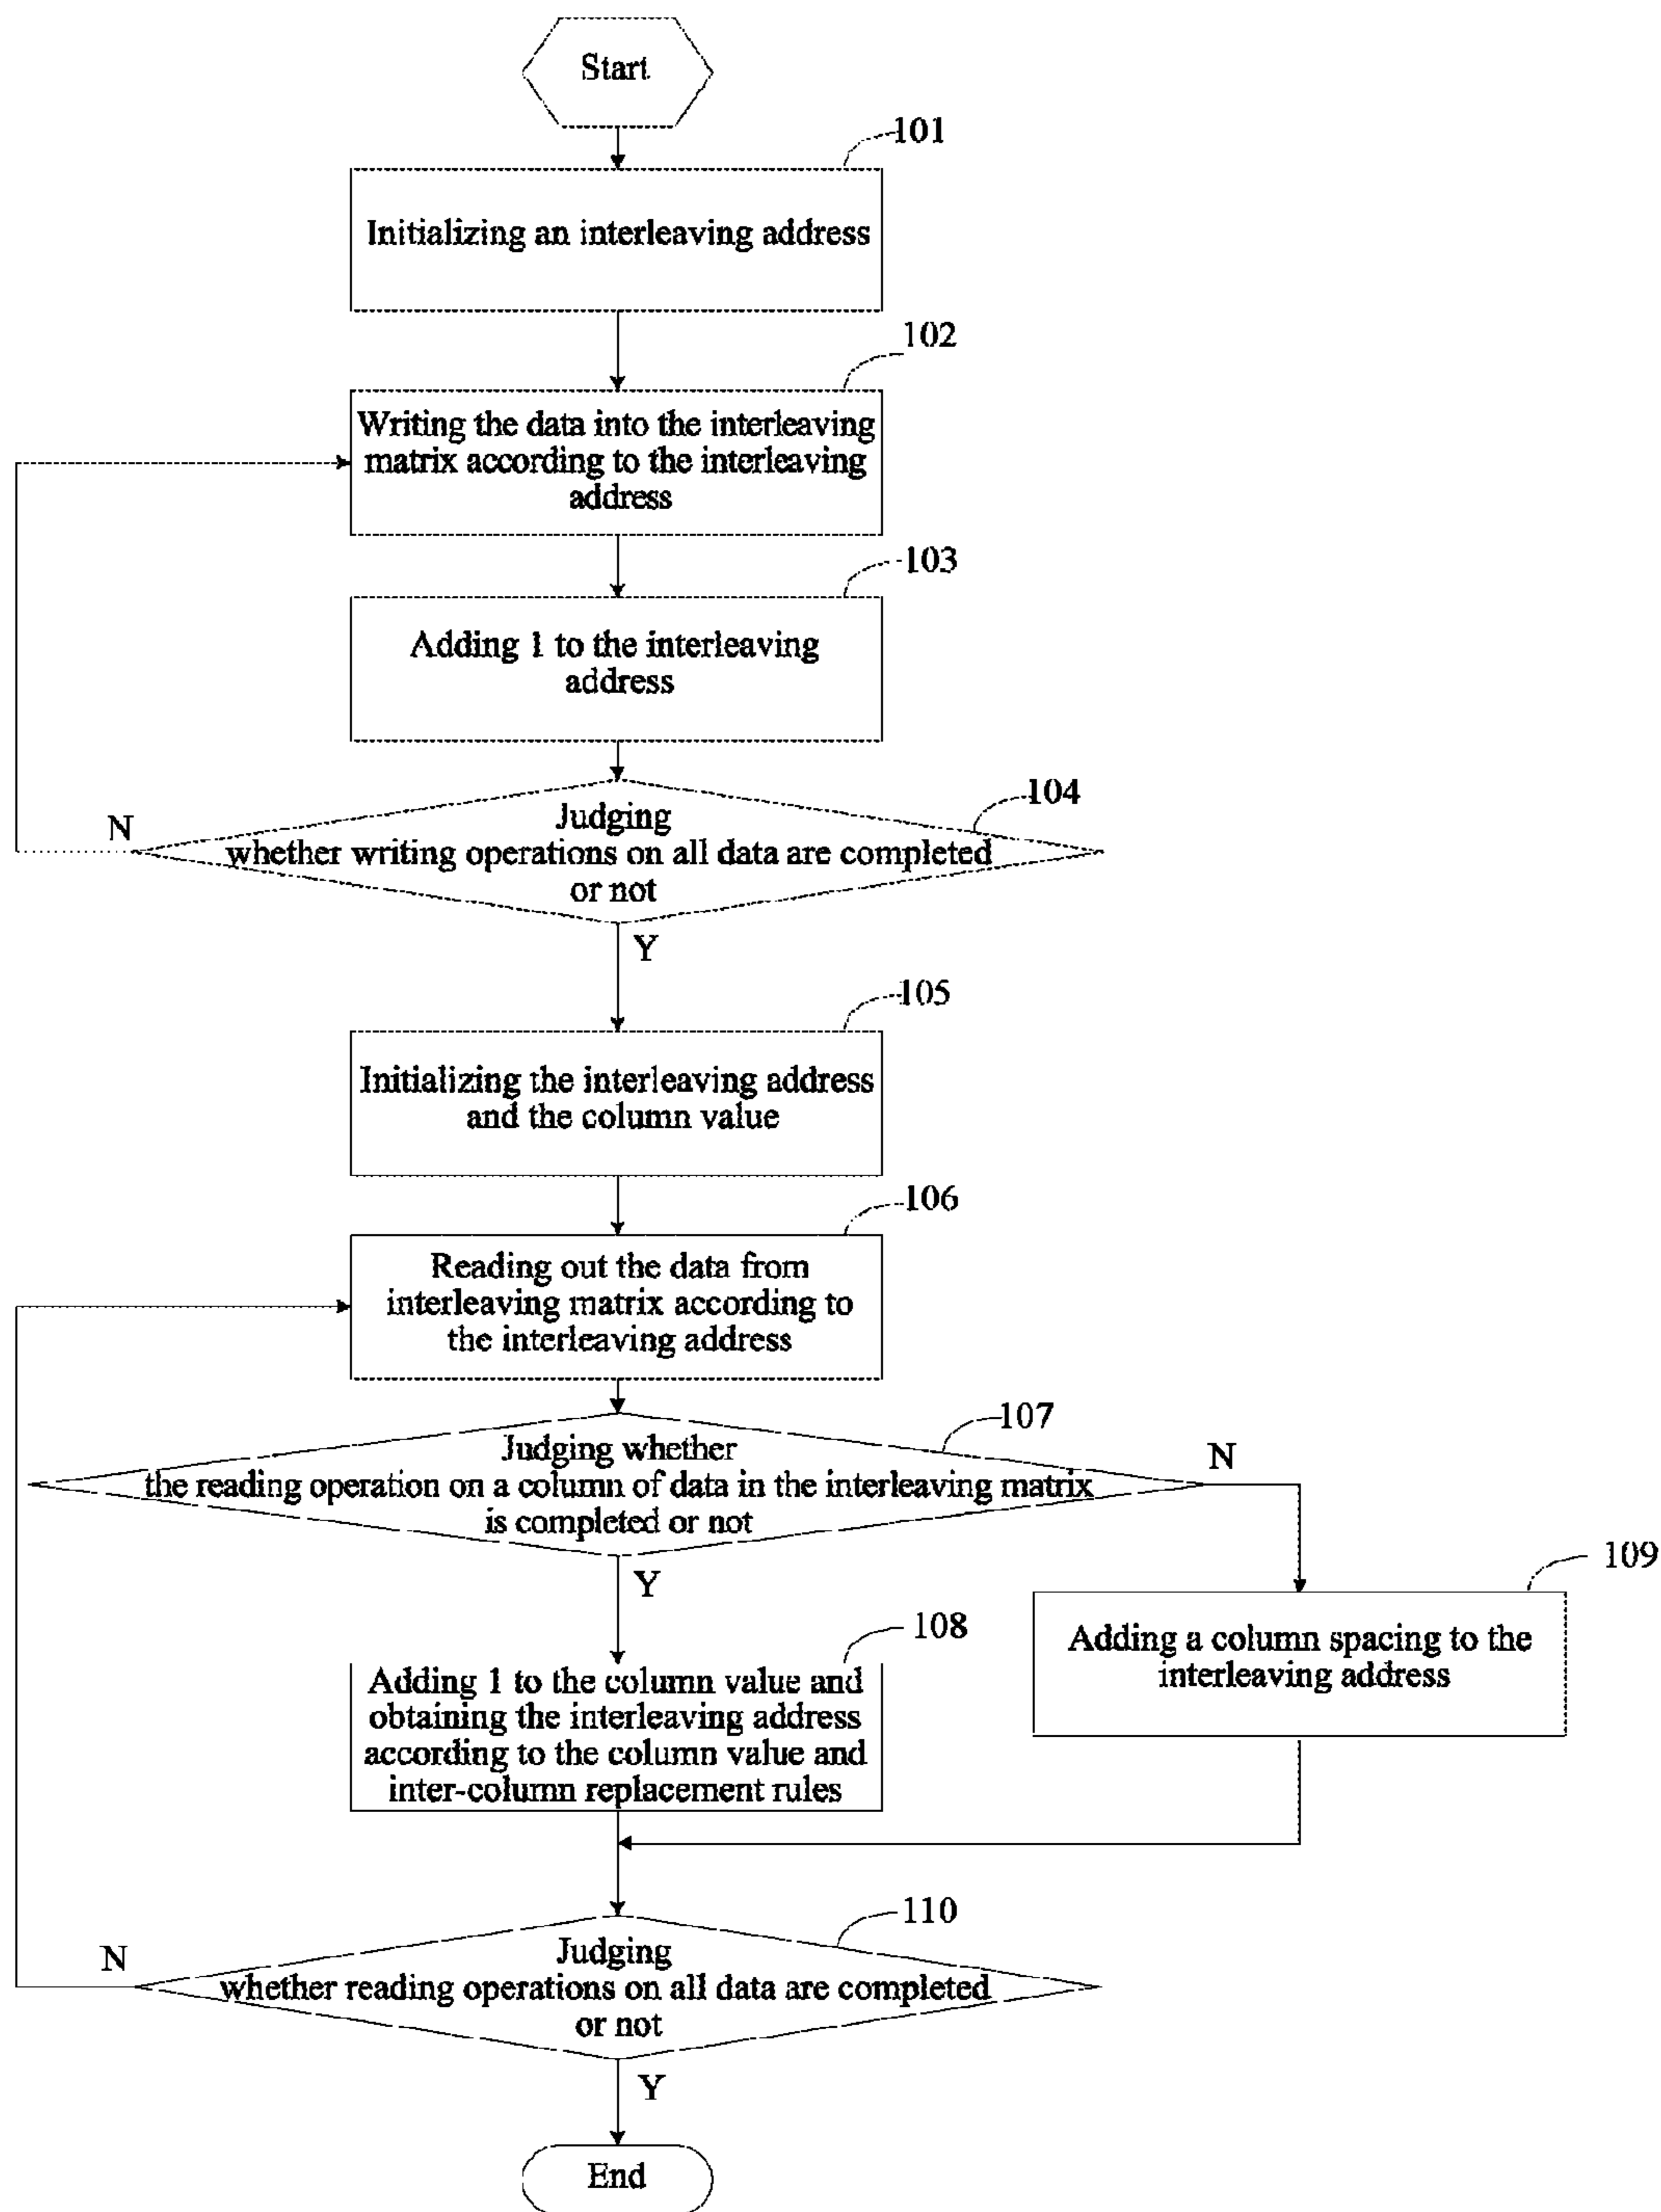 Start
101
Initializing an interleaving address
102
Writing the data into the interleaving
matrix according to the interleaving
address
103
Adding 1 to the interleaving
address
104
N
Judging
whether writing operations on all data are completed
or not
Y
105
Initializing the interleaving address
and the column value
106
Reading out the data from
interleaving matrix according to
the interleaving address
107
N
Judging whether
the reading operation on a column of data in the interleaving matrix
is completed or not
Y
109
108
Adding a column spacing to the
interleaving address
Adding 1 to the column value and
obtaining the interleaving address
according to the column value and
inter-column replacement rules
110
N
Judging
whether reading operations on all data are completed
or not
Y
End